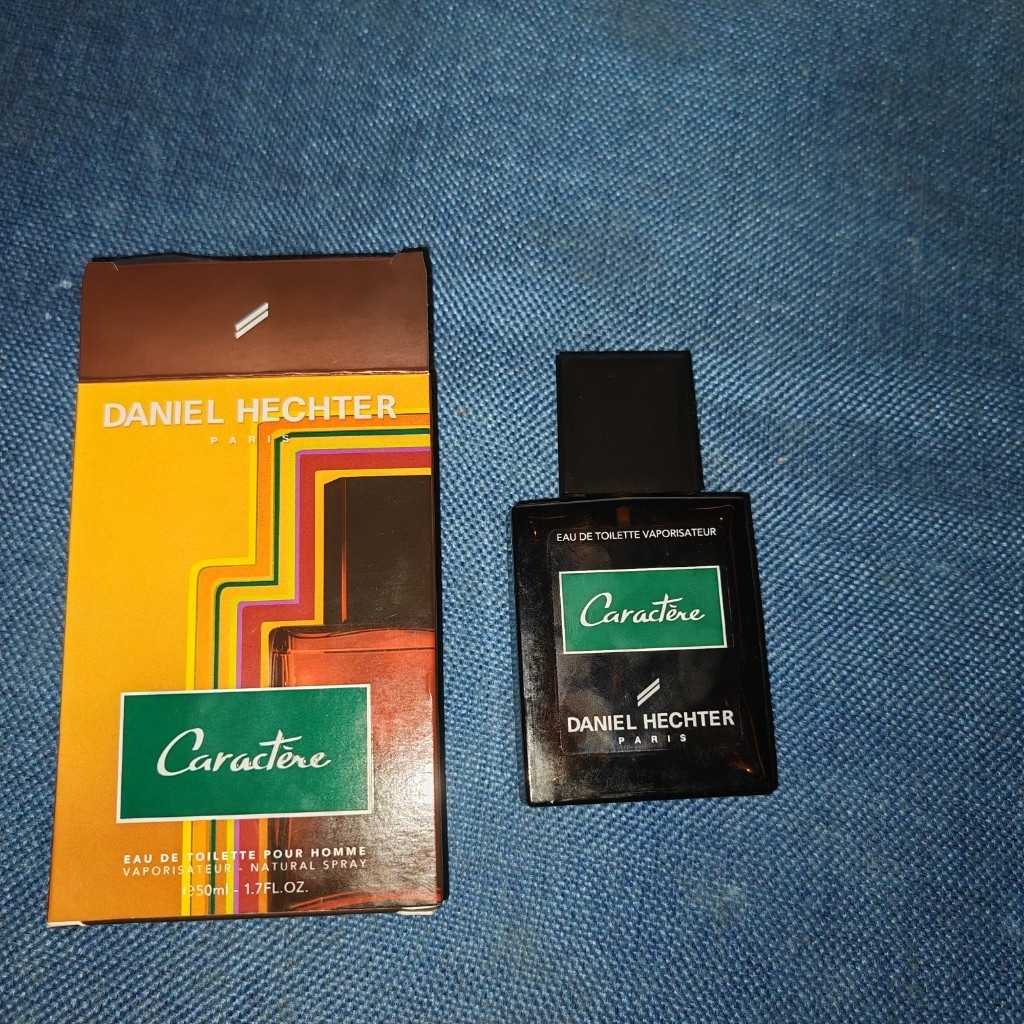 DANIEL HECHTER
PARIS
Caractère
EAU DE TOILETTE POUR HOMME
VAPORISATEUR - NATURAL SPRAY
℮50ml - 1.7FL.OZ.
EAU DE TOILETTE VAPORISATEUR
Caractère
DANIEL HECHTER
PARIS